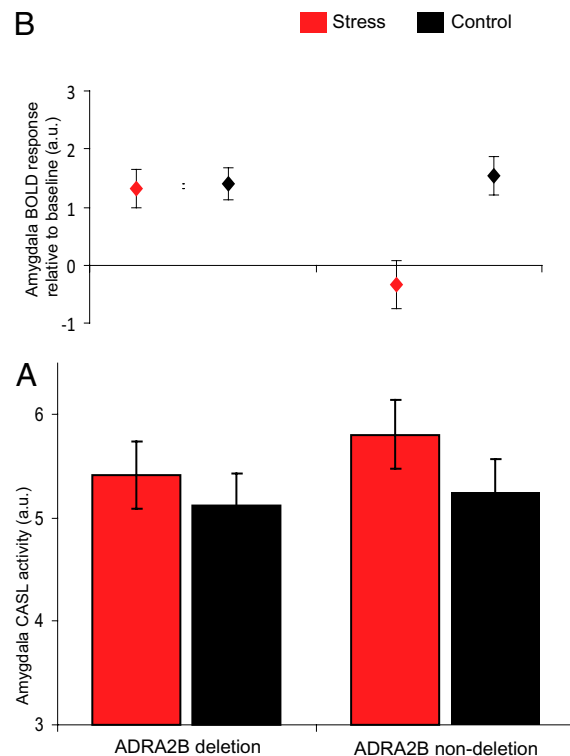 B
Stress
Control
Amygdala BOLD response
relative to baseline (a.u.)
3
2
1
0
-1
A
Amygdala CASL activity (a.u.)
6
5
4
3
ADRA2B deletion
ADRA2B non-deletion